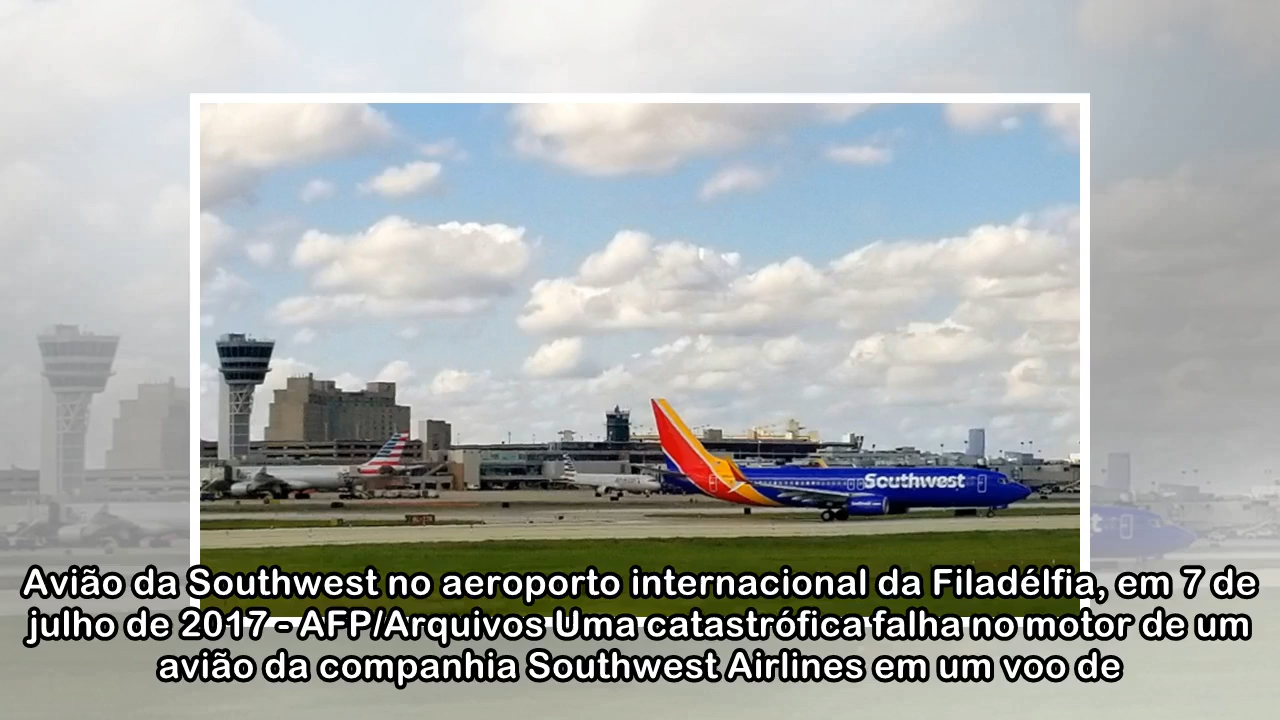 Southwest
Avião da Southwest no aeroporto internacional da Filadélfia, em 7 de
julho de 2017 - AFP/Arquivos Uma catastrófica falha no motor de um
avião da companhia Southwest Airlines em um voo de